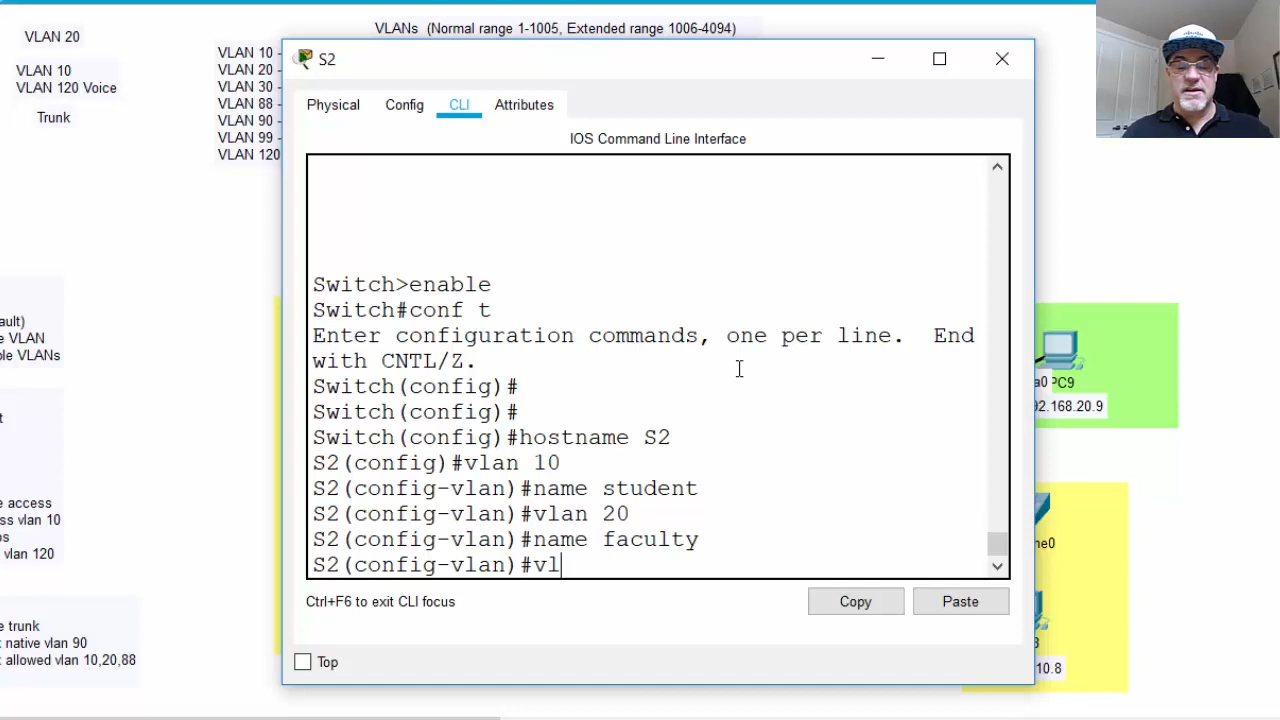 VLAN 20
VLAN 10
VLAN 120 Voice
Trunk
VLANs (Normal range 1-1005, Extended range 1006-4094)
VLAN 10 -
VLAN 20 -
VLAN 30 -
VLAN 88 -
VLAN 90 -
VLAN 99 -
VLAN 120
S2
Physical Config CLI Attributes
IOS Command Line Interface
Switch>enable
Switch#conf t
Enter configuration commands, one per line. End
with CNTL/Z.
Switch(config)#
Switch(config)#
Switch(config)#hostname S2
S2(config)#vlan 10
S2(config-vlan)#name student
S2(config-vlan)#vlan 20
S2(config-vlan)#name faculty
S2(config-vlan)#vl
Ctrl+F6 to exit CLI focus
Copy Paste
Top
ault)
e VLAN
ble VLANs
t
e access
ss vlan 10
os
vlan 120
e trunk
k native vlan 90
k allowed vlan 10,20,88
a0 PC9
92.168.20.9
ne0
8
10.8